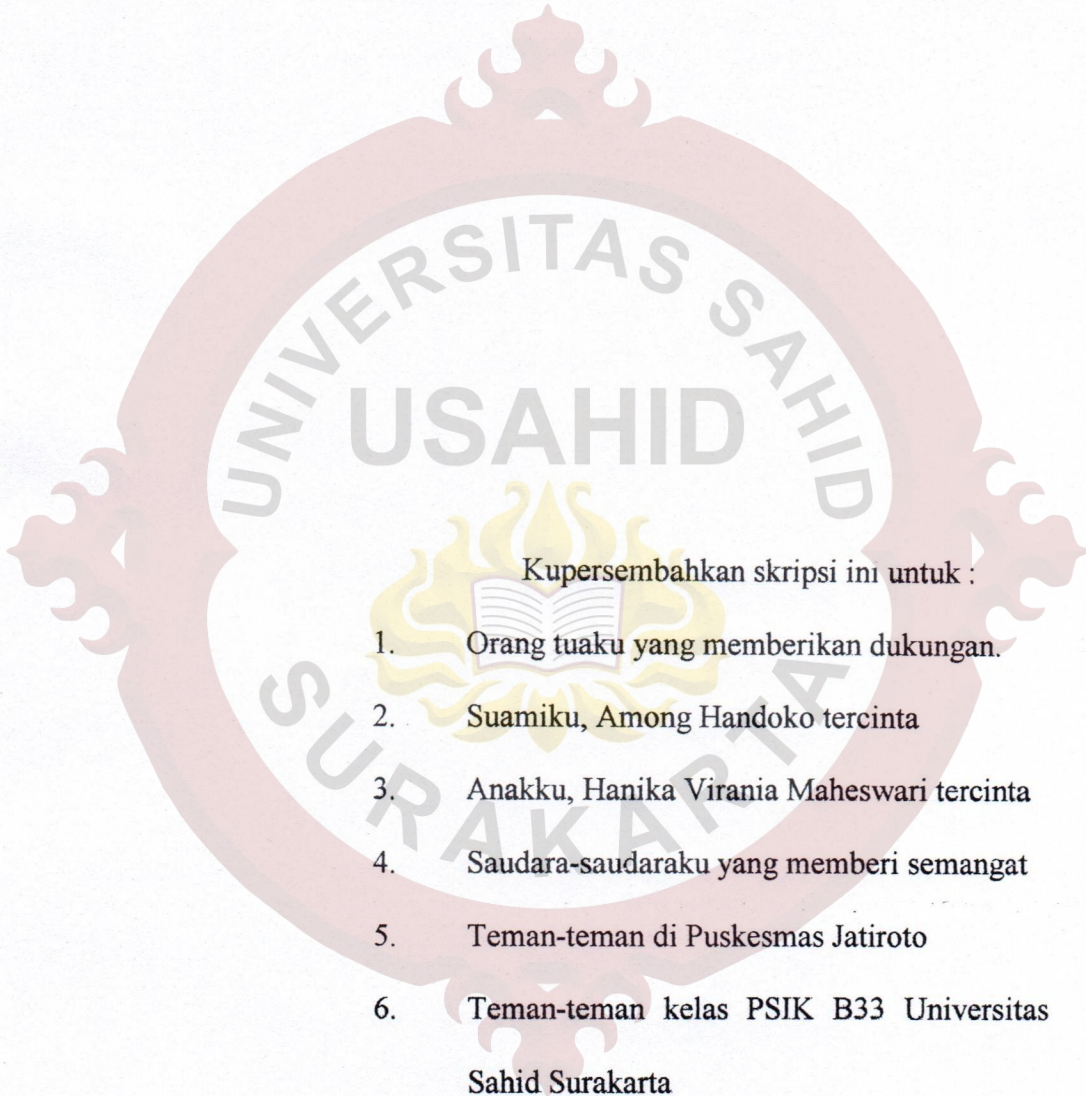 UNIVERSITAS SAHID
USAHID
SURAKARTA
Kupersembahkan skripsi ini untuk :
1. Orang tuaku yang memberikan dukungan.
2. Suamiku, Among Handoko tercinta
3. Anakku, Hanika Virania Maheswari tercinta
4. Saudara-saudaraku yang memberi semangat
5. Teman-teman di Puskesmas Jatiroto
6. Teman-teman kelas PSIK B33 Universitas
Sahid Surakarta